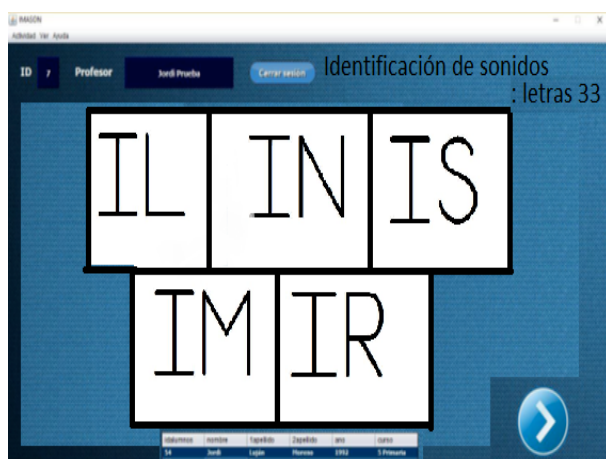 IMASON
Actividad Ver Ayuda
ID 7 Profesor Jordi Prueba Cerrar sesión Identificación de sonidos
: letras 33
IL IN IS
IM IR
idalumnos nombre 1apellido 2apellido ano curso
54 Jordi Luján Moreno 1992 5 Primaria